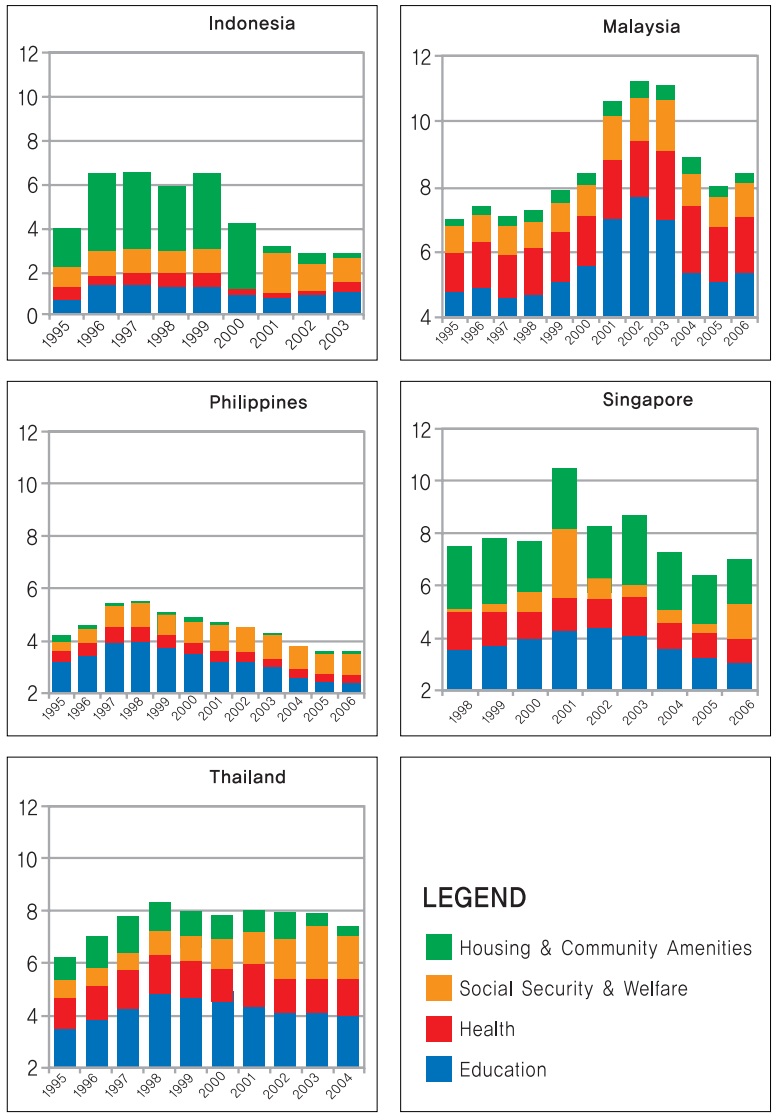 Indonesia
12
10
8
6
4
2
0
1995 1996 1997 1998 1999 2000 2001 2002 2003
Malaysia
12
10
8
6
4
1995 1996 1997 1998 1999 2000 2001 2002 2003 2004 2005 2006
Philippines
12
10
8
6
4
2
1995 1996 1997 1998 1999 2000 2001 2002 2003 2004 2005 2006
Singapore
12
10
8
6
4
2
1998 1999 2000 2001 2002 2003 2004 2005 2006
Thailand
12
10
8
6
4
2
1995 1996 1997 1998 1999 2000 2001 2002 2003 2004
LEGEND
Housing & Community Amenities
Social Security & Welfare
Health
Education